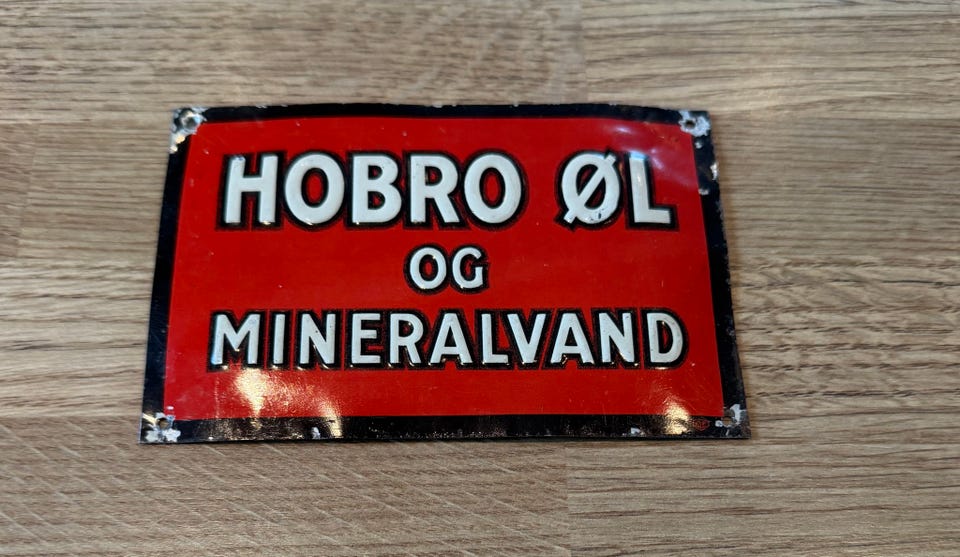 HOBRO ØL
OG
MINERALVAND